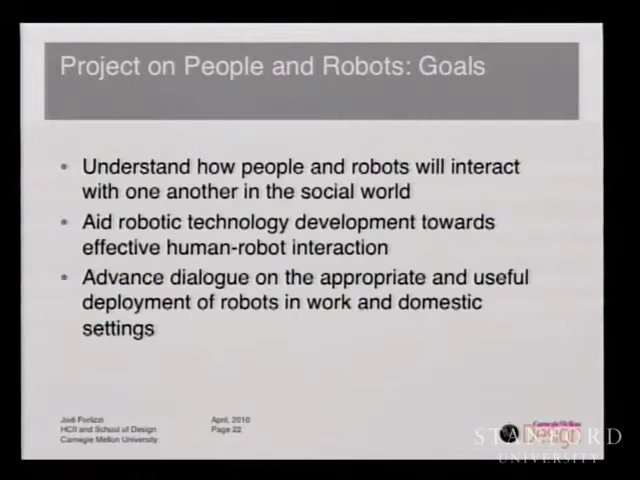 Project on People and Robots: Goals
• Understand how people and robots will interact
with one another in the social world
• Aid robotic technology development towards
effective human-robot interaction
• Advance dialogue on the appropriate and useful
deployment of robots in work and domestic
settings
Jodi Forlizzi
HCII and School of Design
Carnegie Mellon University
April, 2010
Page 22
Carnegie Mellon
Design
STANFORD
UNIVERSITY